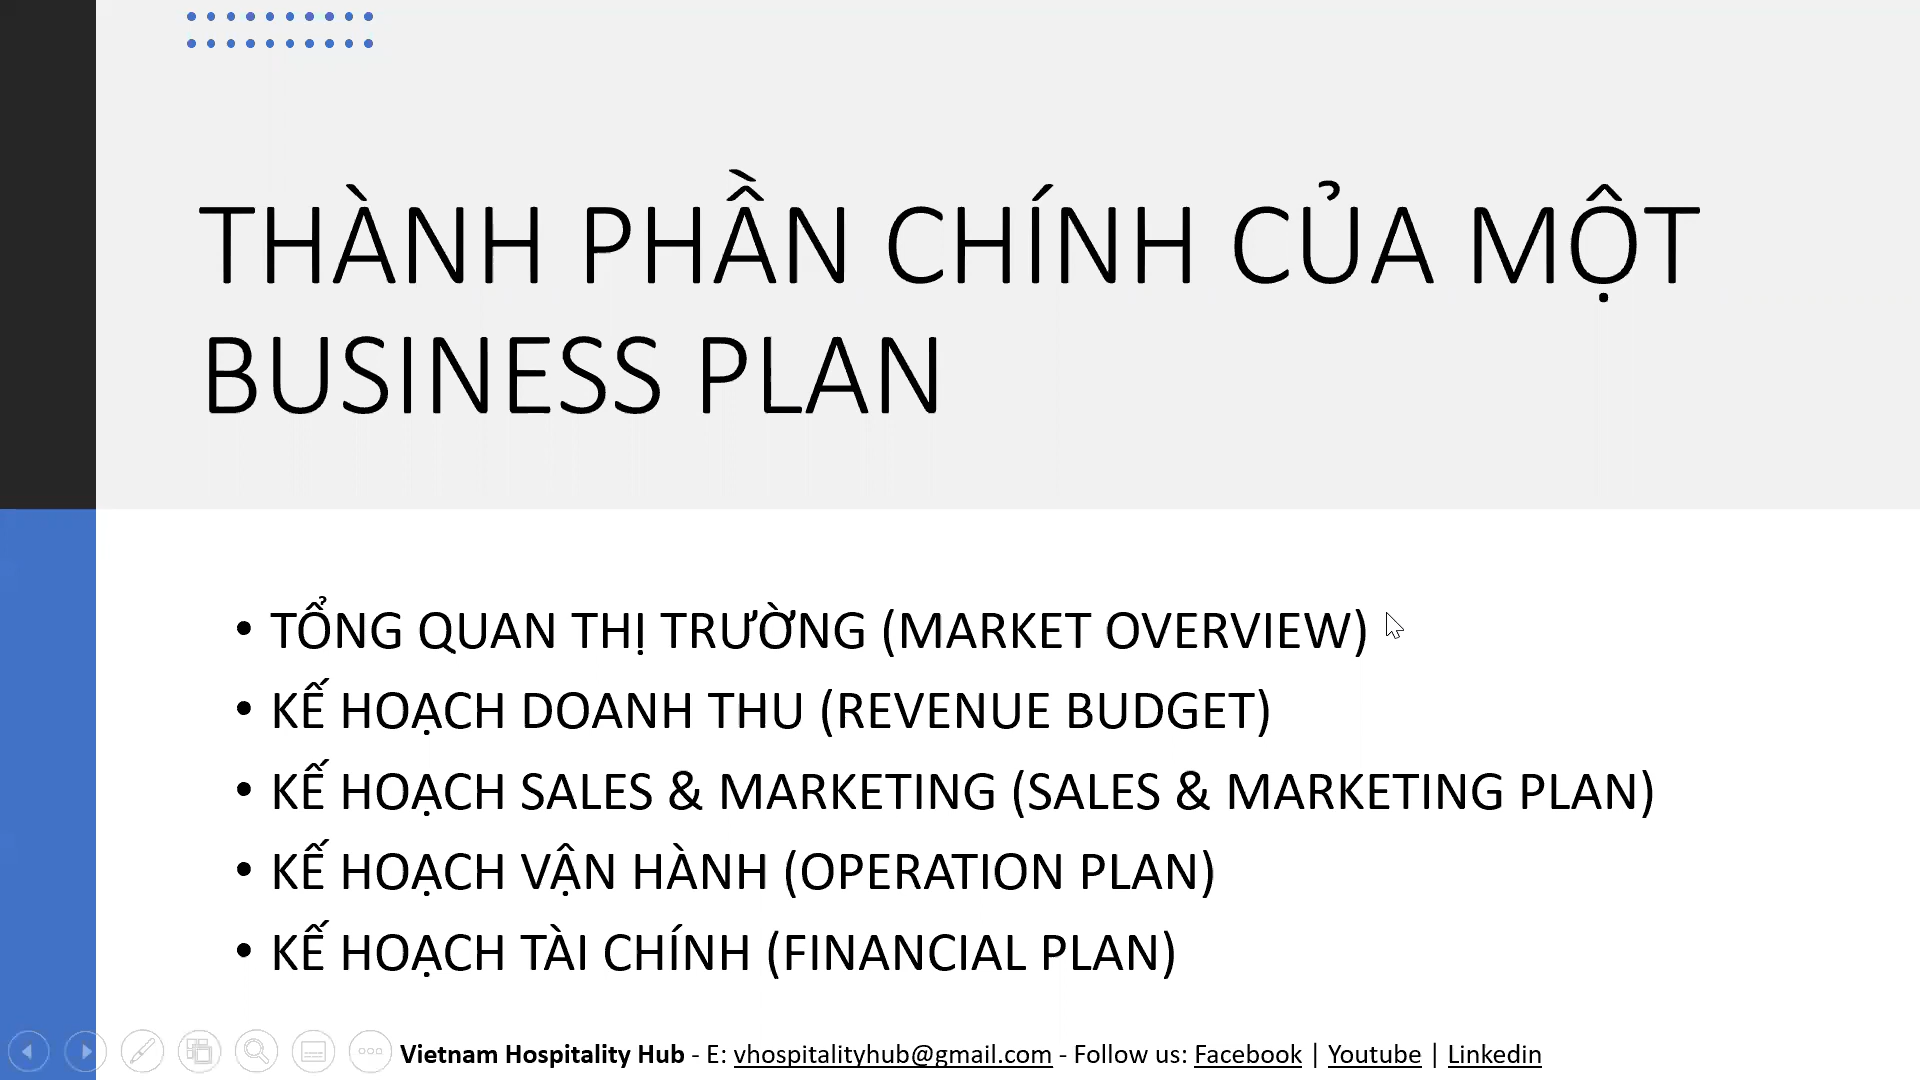 THÀNH PHẦN CHÍNH CỦA MỘT
BUSINESS PLAN
• TỔNG QUAN THỊ TRƯỜNG (MARKET OVERVIEW)
• KẾ HOẠCH DOANH THU (REVENUE BUDGET)
• KẾ HOẠCH SALES & MARKETING (SALES & MARKETING PLAN)
• KẾ HOẠCH VẬN HÀNH (OPERATION PLAN)
• KẾ HOẠCH TÀI CHÍNH (FINANCIAL PLAN)
Vietnam Hospitality Hub - E: vhospitalityhub@gmail.com - Follow us: Facebook | Youtube | Linkedin